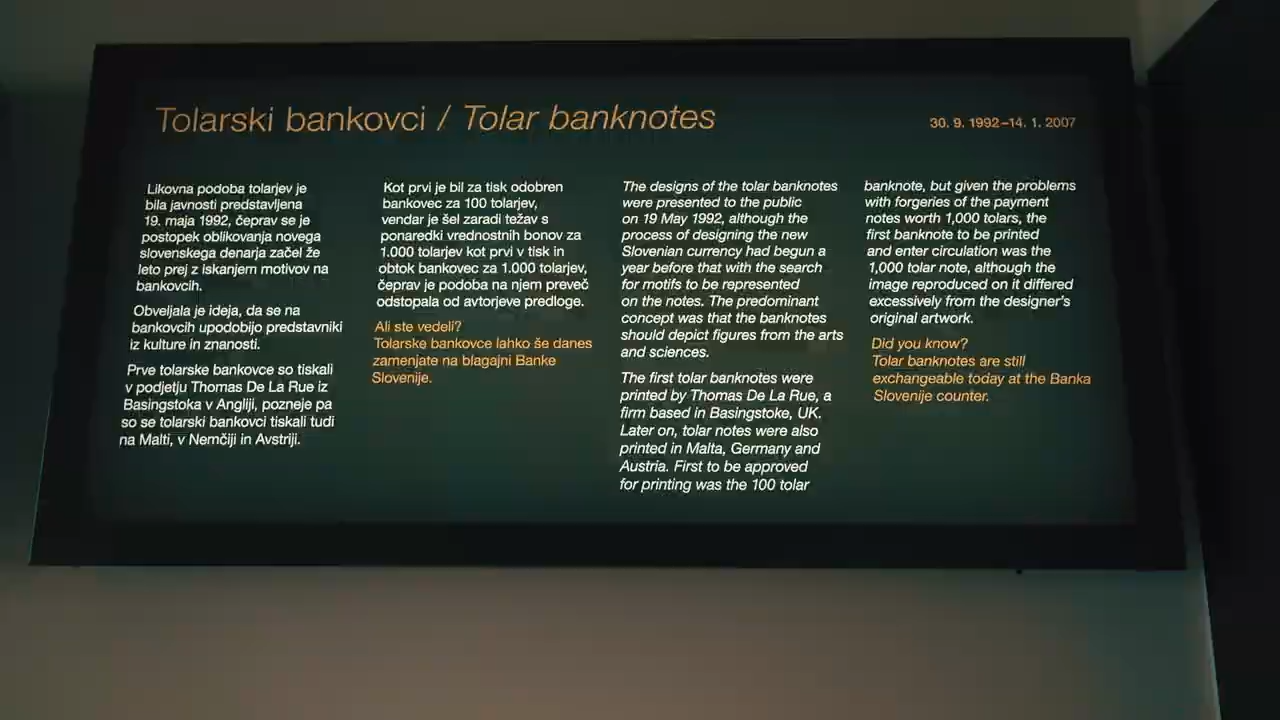 Tolarski bankovci / Tolar banknotes
30. 9. 1992–14. 1. 2007
Likovna podoba tolarjev je
bila javnosti predstavljena
19. maja 1992, čeprav se je
postopek oblikovanja novega
slovenskega denarja začel že
leto prej z iskanjem motivov na
bankovcih.
Obveljala je ideja, da se na
bankovcih upodobijo predstavniki
iz kulture in znanosti.
Prve tolarske bankovce so tiskali
v podjetju Thomas De La Rue iz
Basingstoka v Angliji, pozneje pa
so se tolarski bankovci tiskali tudi
na Malti, v Nemčiji in Avstriji.
Kot prvi je bil za tisk odobren
bankovec za 100 tolarjev,
vendar je šel zaradi težav s
ponaredki vrednostnih bonov za
1.000 tolarjev kot prvi v tisk in
obtok bankovec za 1.000 tolarjev,
čeprav je podoba na njem preveč
odstopala od avtorjeve predloge.
Ali ste vedeli?
Tolarske bankovce lahko še danes
zamenjate na blagajni Banke
Slovenije.
The designs of the tolar banknotes
were presented to the public
on 19 May 1992, although the
process of designing the new
Slovenian currency had begun a
year before that with the search
for motifs to be represented
on the notes. The predominant
concept was that the banknotes
should depict figures from the arts
and sciences.
The first tolar banknotes were
printed by Thomas De La Rue, a
firm based in Basingstoke, UK.
Later on, tolar notes were also
printed in Malta, Germany and
Austria. First to be approved
for printing was the 100 tolar
banknote, but given the problems
with forgeries of the payment
notes worth 1,000 tolars, the
first banknote to be printed
and enter circulation was the
1,000 tolar note, although the
image reproduced on it differed
excessively from the designer's
original artwork.
Did you know?
Tolar banknotes are still
exchangeable today at the Banka
Slovenije counter.